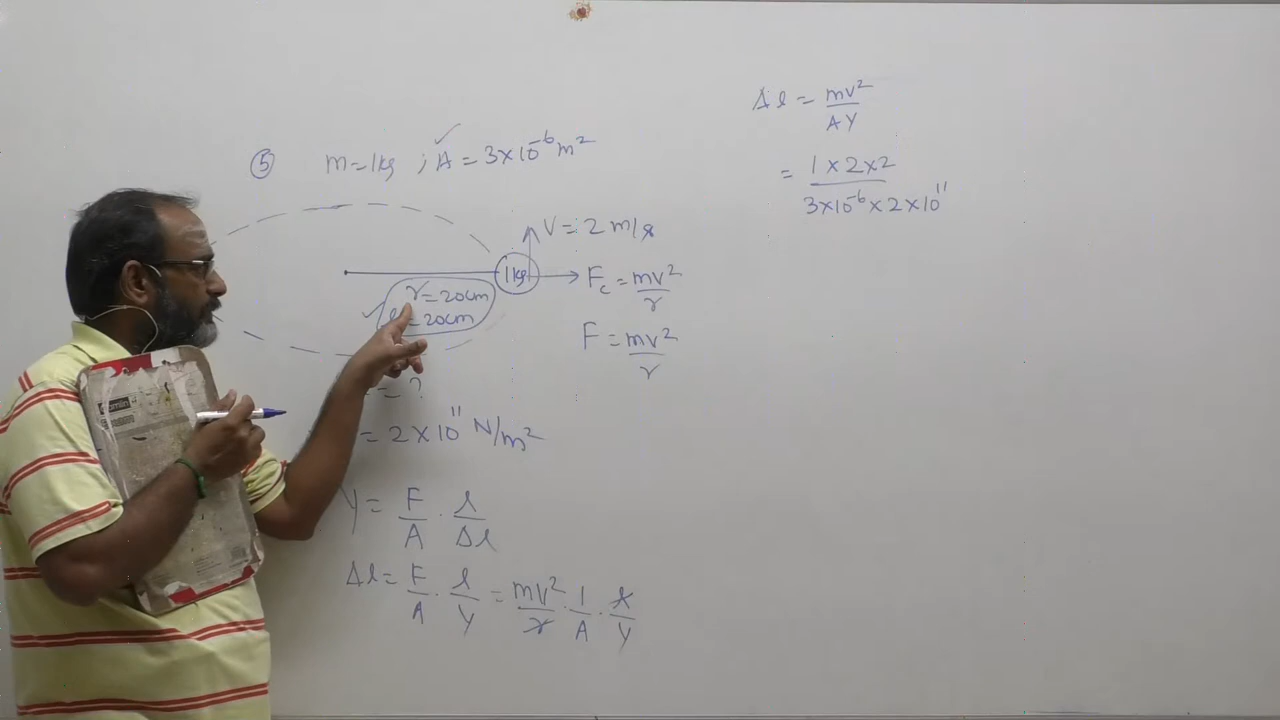 ⑤ m=1kg ; A = 3×10⁻⁶ m²
V = 2 m/s
1kg
F_c = mv²/r
r = 20cm
= 20cm
F = mv²/r
= ?
= 2×10¹¹ N/m²
Y = F/A · l/Δl
Δl = F/A · l/Y = mv²/r · 1/A · l/Y
Δl = mv²/AY
= 1×2×2/3×10⁻⁶×2×10¹¹